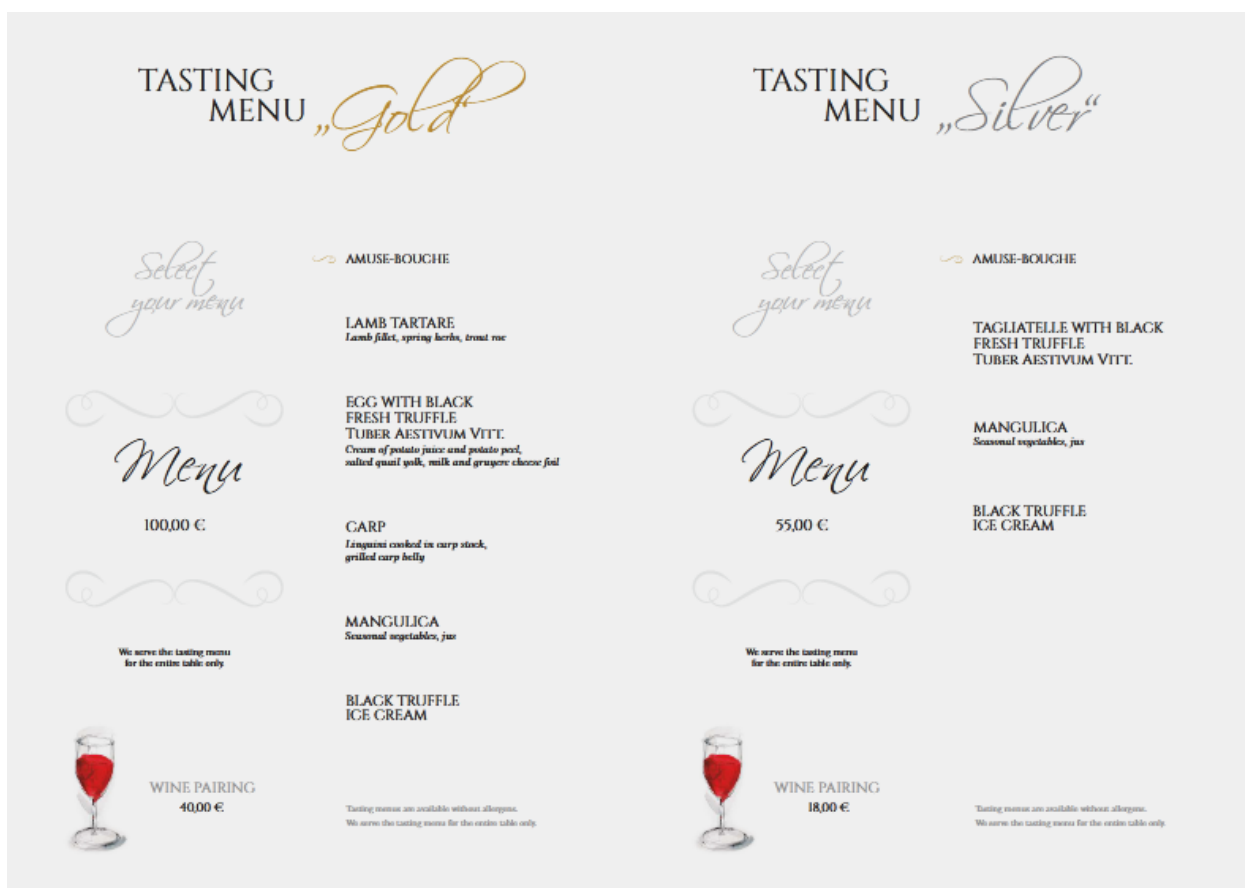 TASTING
MENU „Gold“
Select
your menu
Menu
100,00 €
We serve the tasting menu
for the entire table only.
WINE PAIRING
40,00 €
AMUSE-BOUCHE
LAMB TARTARE
Lamb fillet, spring herbs, trout roe
EGG WITH BLACK
FRESH TRUFFLE
TUBER AESTIVUM VITT.
Cream of potato juice and potato peel,
salted quail yolk, milk and gruyere cheese foil
CARP
Linguini cooked in carp stock,
grilled carp belly
MANGULICA
Seasonal vegetables, jus
BLACK TRUFFLE
ICE CREAM
Tasting menus are available without allergens.
We serve the tasting menu for the entire table only.
TASTING
MENU „Silver“
Select
your menu
Menu
55,00 €
We serve the tasting menu
for the entire table only.
WINE PAIRING
18,00 €
AMUSE-BOUCHE
TAGLIATELLE WITH BLACK
FRESH TRUFFLE
TUBER AESTIVUM VITT.
MANGULICA
Seasonal vegetables, jus
BLACK TRUFFLE
ICE CREAM
Tasting menus are available without allergens.
We serve the tasting menu for the entire table only.